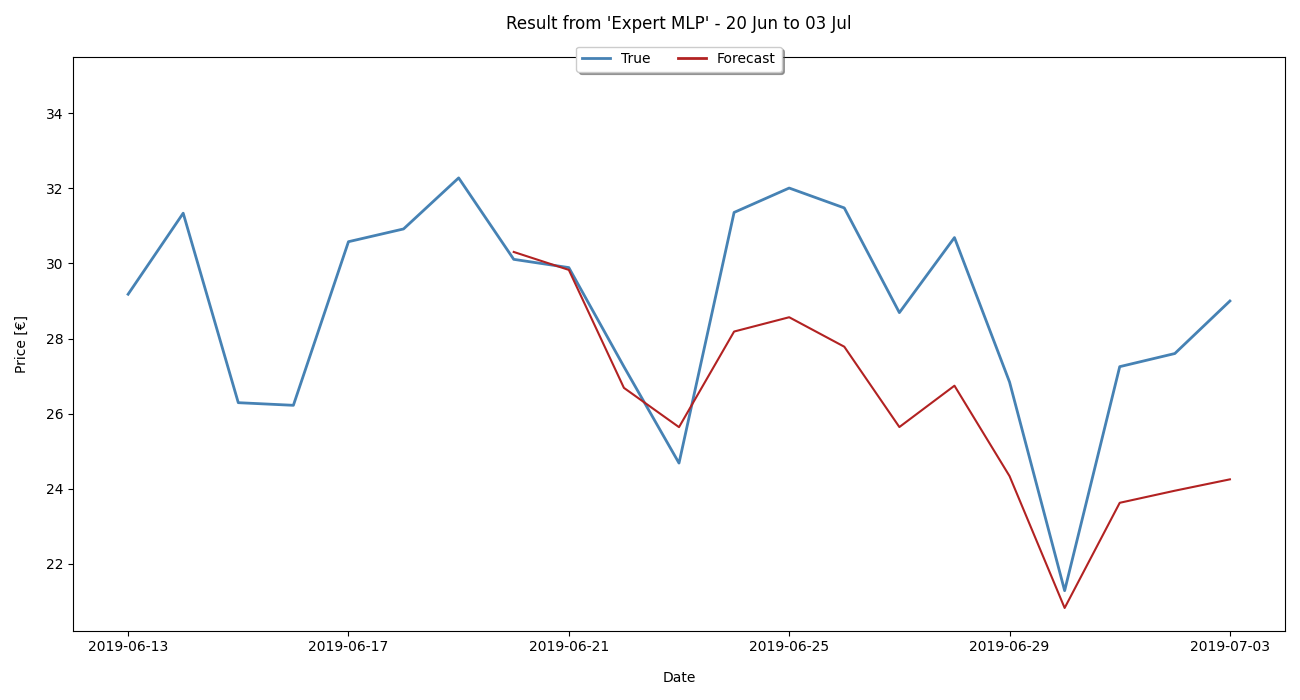 Result from 'Expert MLP' - 20 Jun to 03 Jul
True
Forecast
34
32
30
28
26
24
22
Price [€]
2019-06-13
2019-06-17
2019-06-21
2019-06-25
2019-06-29
2019-07-03
Date